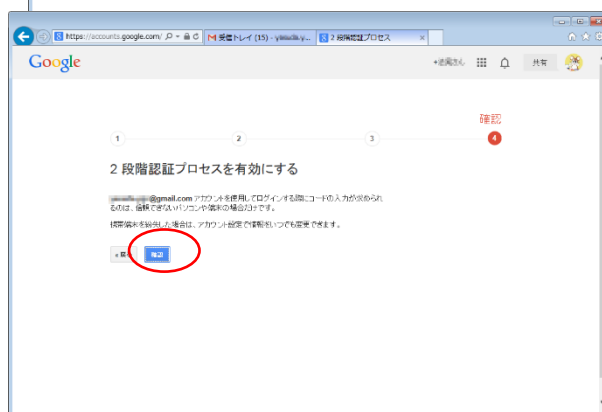 https://accounts.google.com/
受信トレイ (15) -
2 段階認証プロセス
Google
共有
確認
1
2
3
4
2 段階認証プロセスを有効にする
@gmail.com アカウントを使用してログインする際にコードの入力が求められ
るのは、信頼できないパソコンや端末の場合だけです。
携帯端末を紛失した場合は、アカウント設定で情報をいつでも変更できます。
« 戻る
確認